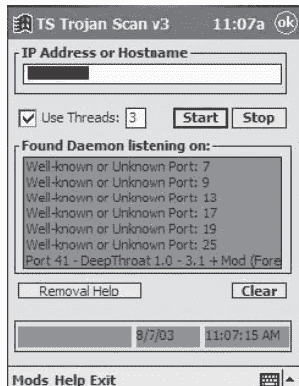 TS Trojan Scan v3 11:07a ok
IP Address or Hostname
Use Threads: 3 Start Stop
Found Daemon listening on:
Well-known or Unknown Port: 7
Well-known or Unknown Port: 9
Well-known or Unknown Port: 13
Well-known or Unknown Port: 17
Well-known or Unknown Port: 19
Well-known or Unknown Port: 25
Port 41 - DeepThroat 1.0 - 3.1 + Mod (Fore
Removal Help Clear
8/7/03 11:07:15 AM
Mods Help Exit